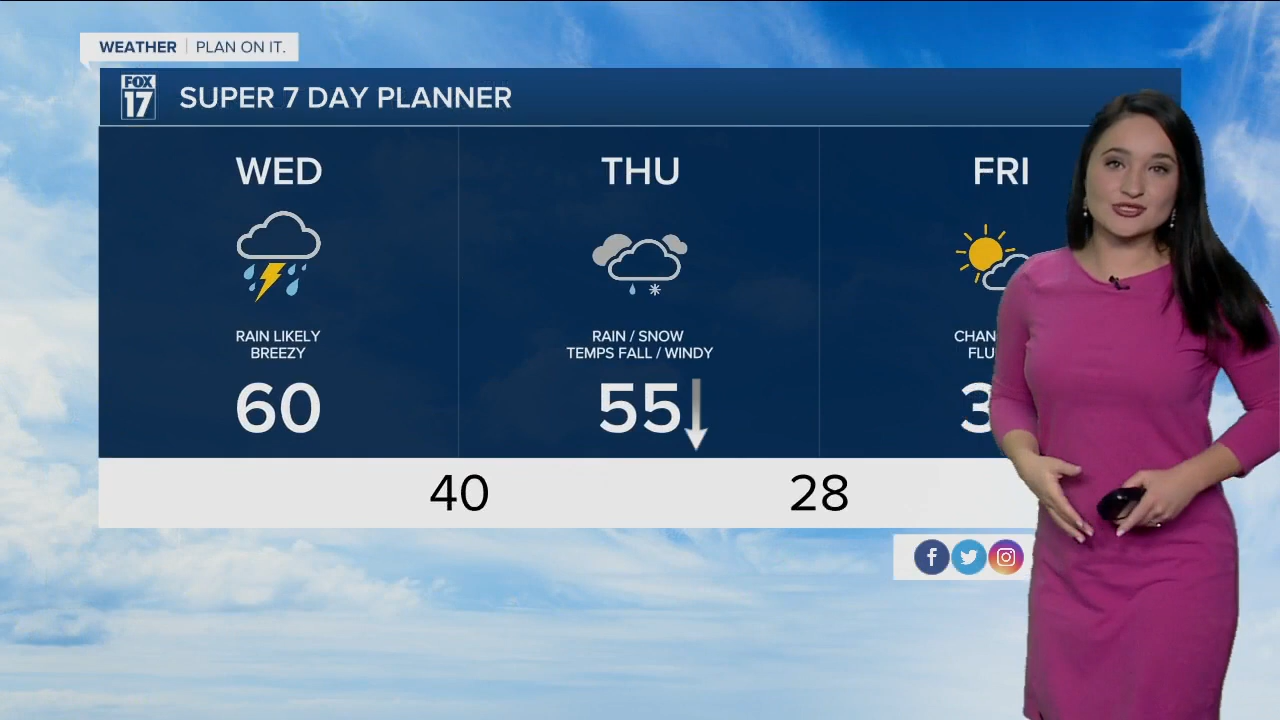 WEATHER PLAN ON IT.
FOX
17
SUPER 7 DAY PLANNER
WED
RAIN LIKELY
BREEZY
60
THU
RAIN / SNOW
TEMPS FALL / WINDY
55
FRI
40
28